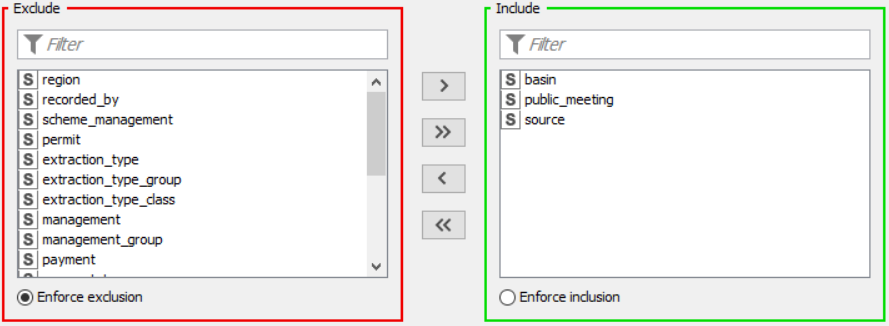 Exclude
Filter
S region
S recorded_by
S scheme_management
S permit
S extraction_type
S extraction_type_group
S extraction_type_class
S management
S management_group
S payment
Enforce exclusion
>
>>
<
<<
Include
Filter
S basin
S public_meeting
S source
Enforce inclusion